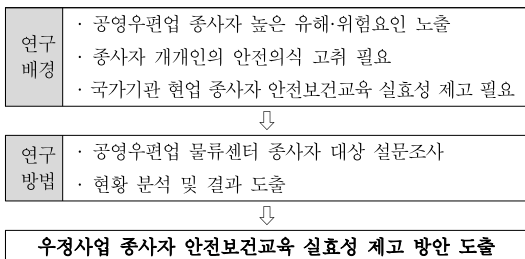 연구 배경
· 공영우편업 종사자 높은 유해·위험요인 노출
· 종사자 개개인의 안전의식 고취 필요
· 국가기관 현업 종사자 안전보건교육 실효성 제고 필요
⇩
연구 방법
· 공영우편업 물류센터 종사자 대상 설문조사
· 현황 분석 및 결과 도출
⇩
우정사업 종사자 안전보건교육 실효성 제고 방안 도출